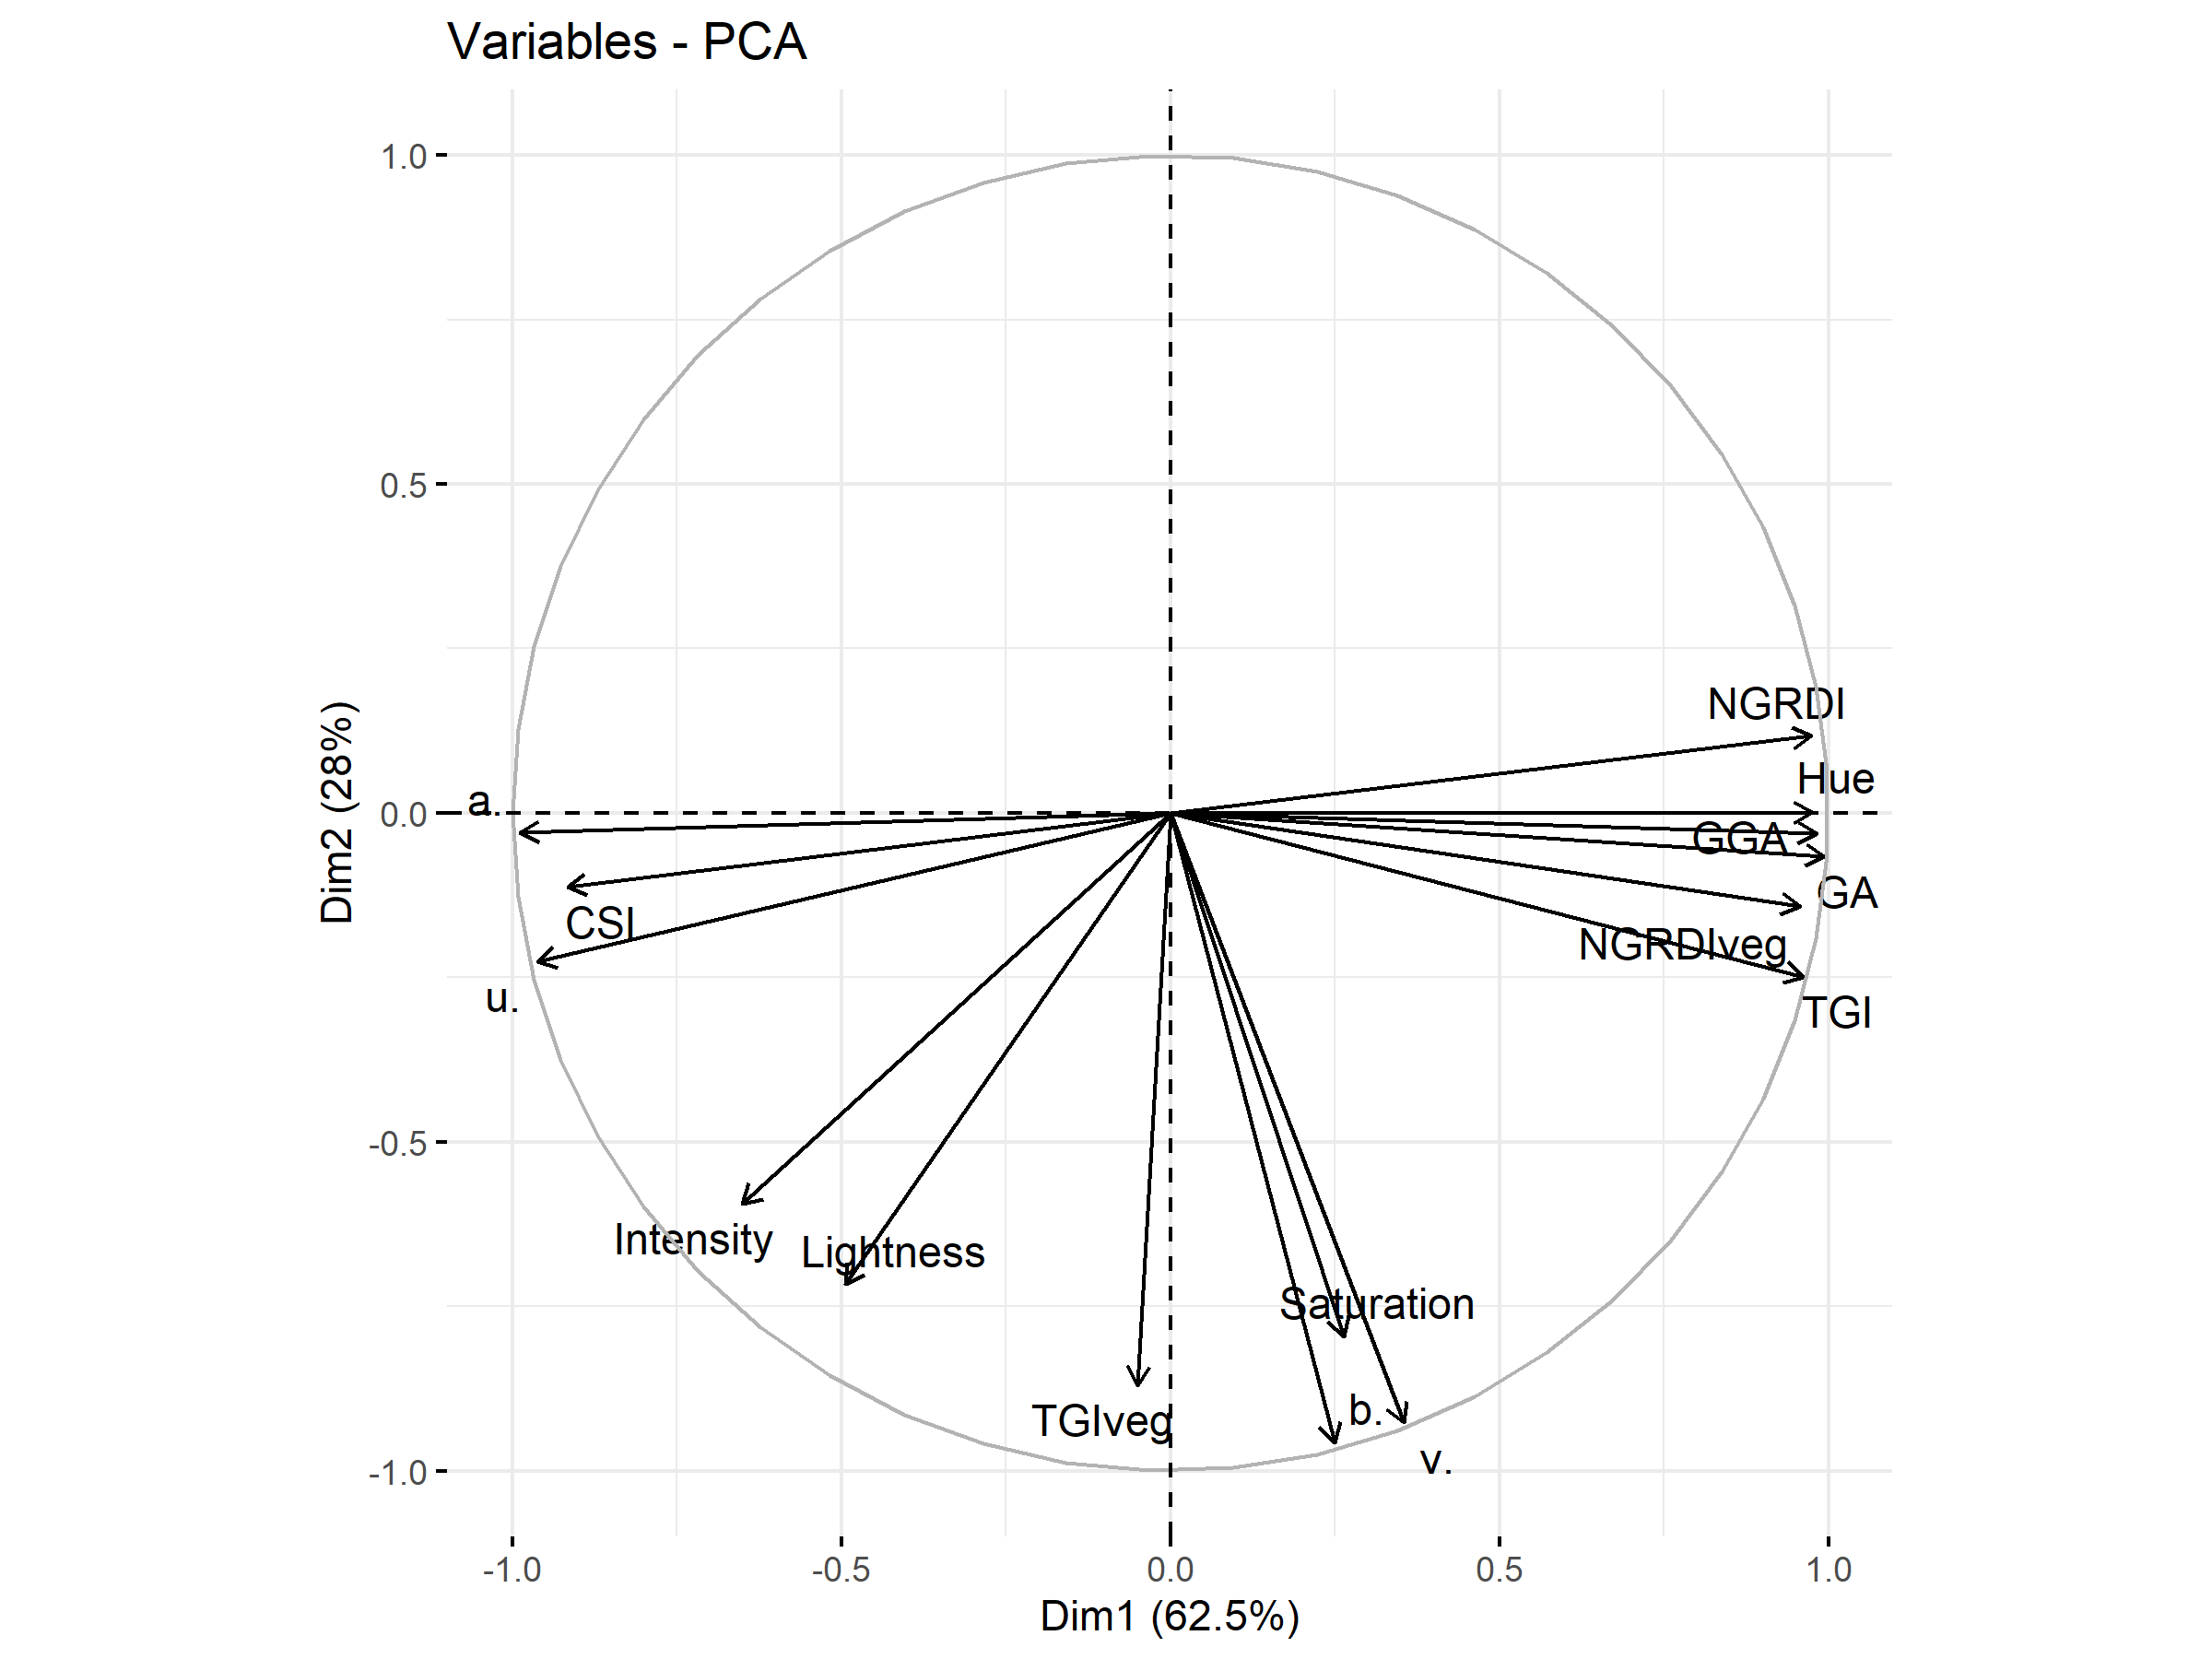 Variables - PCA
1.0
0.5
0.0
-0.5
-1.0
Dim2 (28%)
NGRDI
Hue
a.
GGA
GA
CSI
NGRDIveg
u.
TGI
Intensity
Lightness
Saturation
b.
TGIveg
v.
-1.0
-0.5
0.0
0.5
1.0
Dim1 (62.5%)